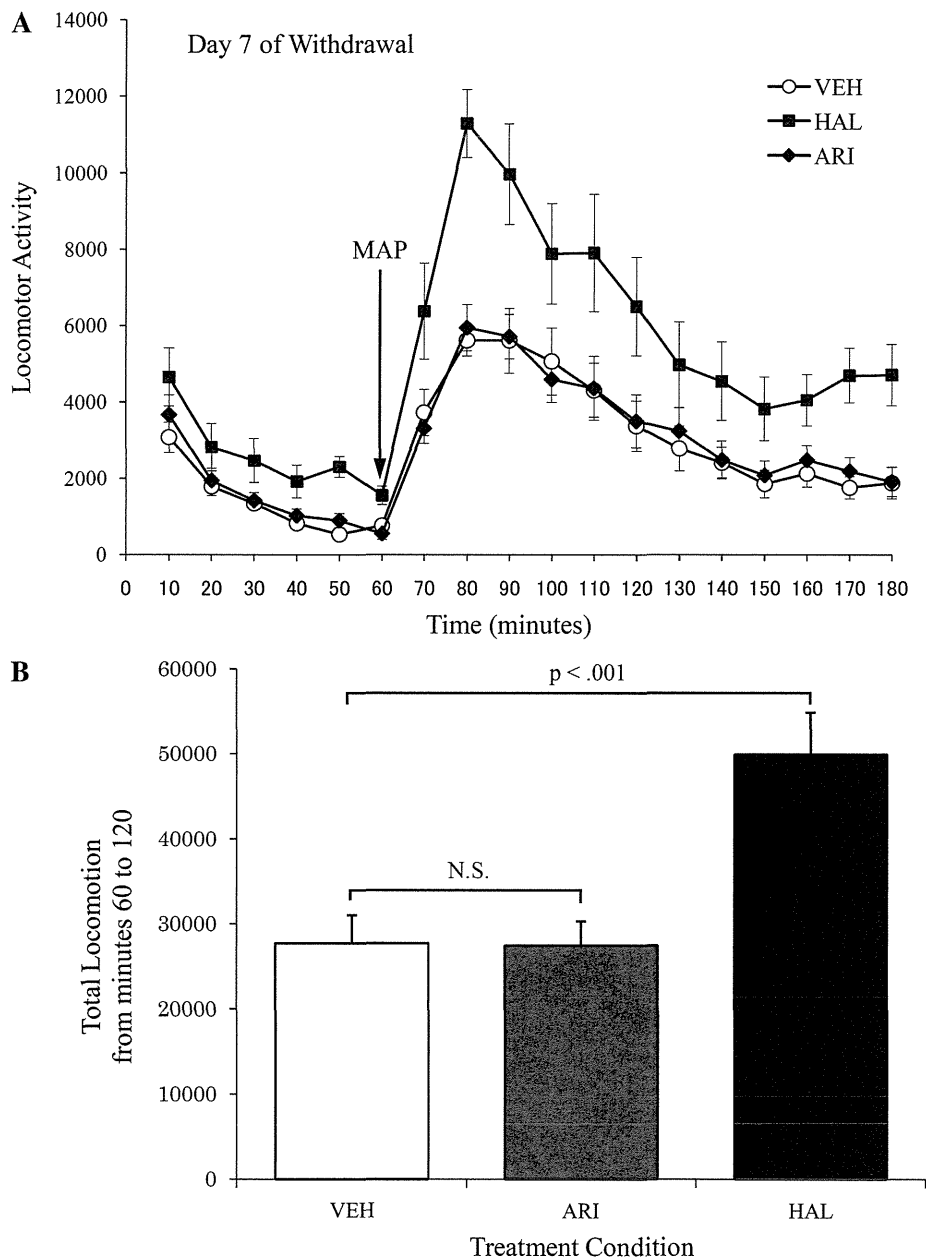 A
Day 7 of Withdrawal
VEH
HAL
ARI
MAP
Locomotor Activity
14000
12000
10000
8000
6000
4000
2000
0
0 10 20 30 40 50 60 70 80 90 100 110 120 130 140 150 160 170 180
Time (minutes)
B
p < .001
N.S.
Total Locomotion
from minutes 60 to 120
60000
50000
40000
30000
20000
10000
0
VEH ARI HAL
Treatment Condition